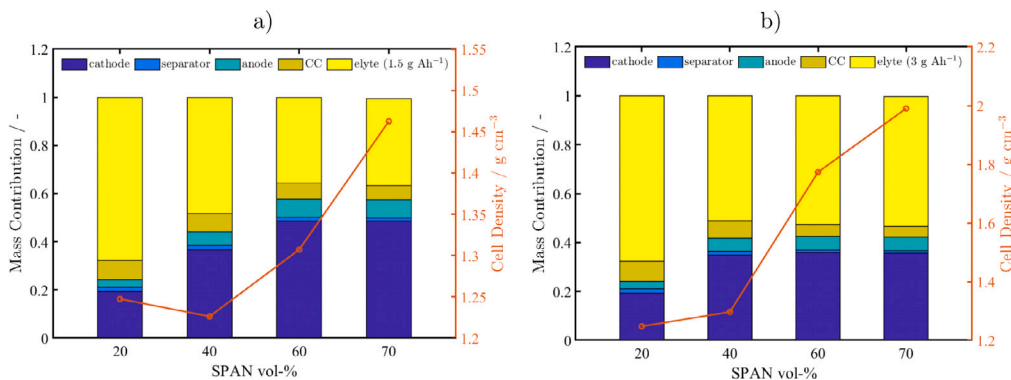 a)
1.2
1
0.8
0.6
0.4
0.2
0
Mass Contribution / -
cathode separator anode CC elyte (1.5 g Ah⁻¹)
20 40 60 70
SPAN vol-%
1.55
1.5
1.45
1.4
1.35
1.3
1.25
1.2
Cell Density / g cm⁻³
b)
1.2
1
0.8
0.6
0.4
0.2
0
Mass Contribution / -
cathode separator anode CC elyte (3 g Ah⁻¹)
20 40 60 70
SPAN vol-%
2.2
2
1.8
1.6
1.4
1.2
Cell Density / g cm⁻³